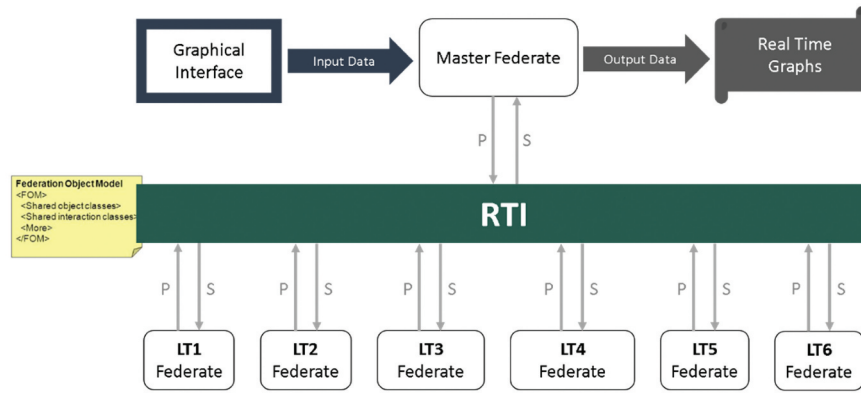 Graphical
Interface
Input Data
Master Federate
Output Data
Real Time
Graphs
P
S
Federation Object Model
<FOM>
<Shared object classes>
<Shared interaction classes>
<More>
</FOM>
RTI
P
S
P
S
P
S
P
S
P
S
P
S
LT1
Federate
LT2
Federate
LT3
Federate
LT4
Federate
LT5
Federate
LT6
Federate